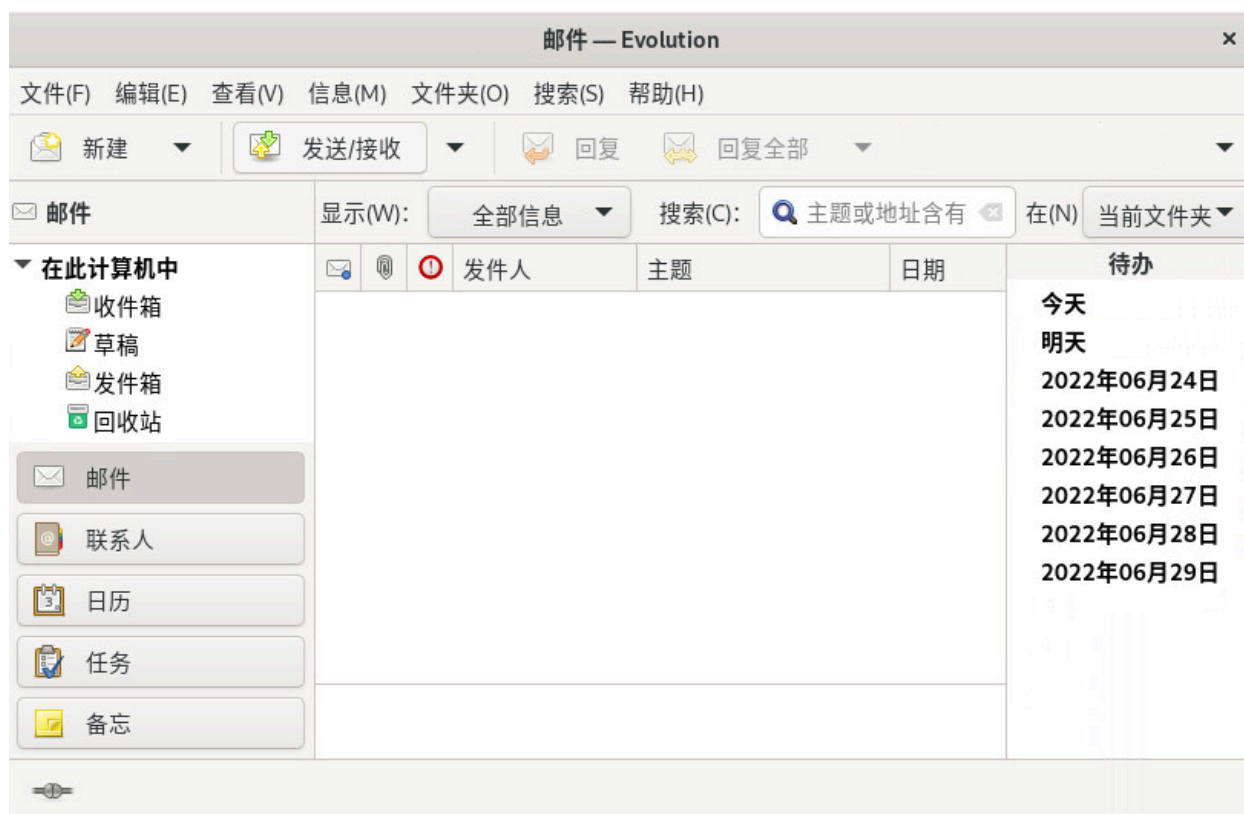 邮件 — Evolution
文件(F) 编辑(E) 查看(V) 信息(M) 文件夹(O) 搜索(S) 帮助(H)
新建 发送/接收 回复 回复全部
邮件 显示(W): 全部信息 搜索(C): 主题或地址含有 在(N) 当前文件夹
在此计算机中
收件箱
草稿
发件箱
回收站
邮件
联系人
日历
任务
备忘
发件人 主题 日期
待办
今天
明天
2022年06月24日
2022年06月25日
2022年06月26日
2022年06月27日
2022年06月28日
2022年06月29日